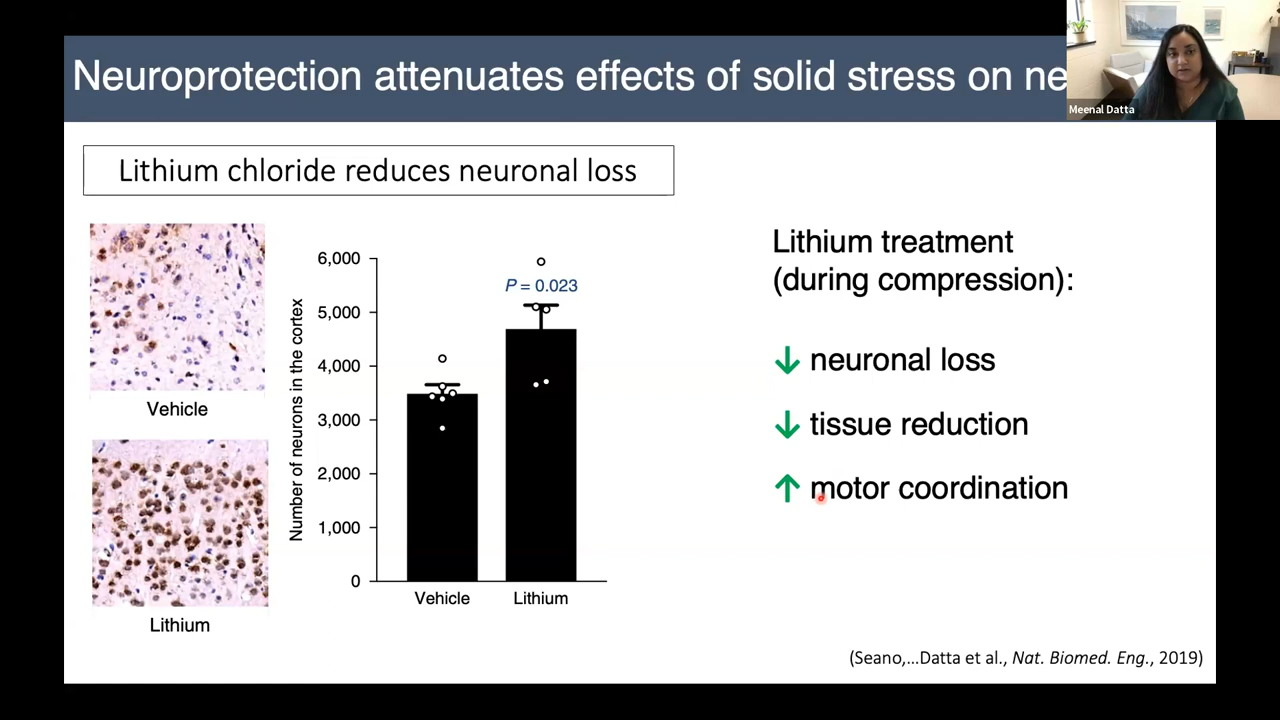 Neuroprotection attenuates effects of solid stress on ne
Meenal Datta
Lithium chloride reduces neuronal loss
Vehicle
Lithium
Number of neurons in the cortex
6,000
5,000
4,000
3,000
2,000
1,000
0
P = 0.023
Vehicle
Lithium
Lithium treatment
(during compression):
↓ neuronal loss
↓ tissue reduction
↑ motor coordination
(Seano,...Datta et al., Nat. Biomed. Eng., 2019)